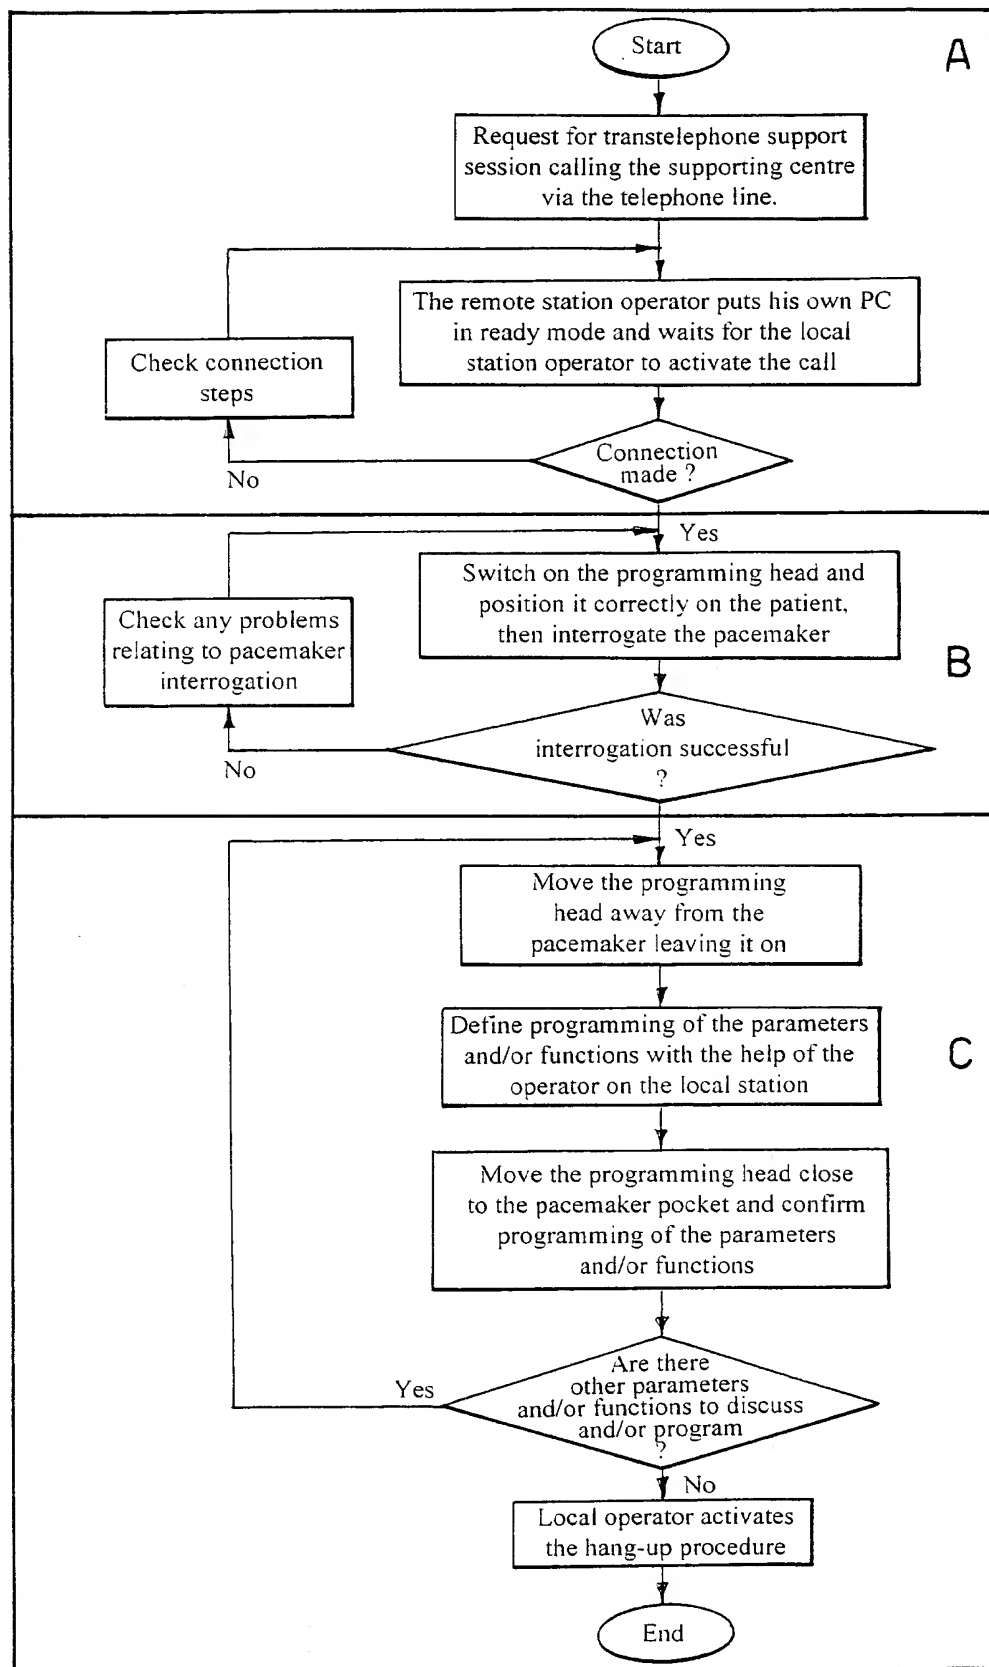 Start
A
Request for transtelephone support
session calling the supporting centre
via the telephone line.
The remote station operator puts his own PC
in ready mode and waits for the local
station operator to activate the call
Check connection
steps
Connection
made ?
No
Yes
Switch on the programming head and
position it correctly on the patient,
then interrogate the pacemaker
Check any problems
relating to pacemaker
interrogation
B
Was
interrogation successful
?
No
Yes
Move the programming
head away from the
pacemaker leaving it on
Define programming of the parameters
and/or functions with the help of the
operator on the local station
C
Move the programming head close
to the pacemaker pocket and confirm
programming of the parameters
and/or functions
Are there
other parameters
and/or functions to discuss
and/or program
?
Yes
No
Local operator activates
the hang-up procedure
End